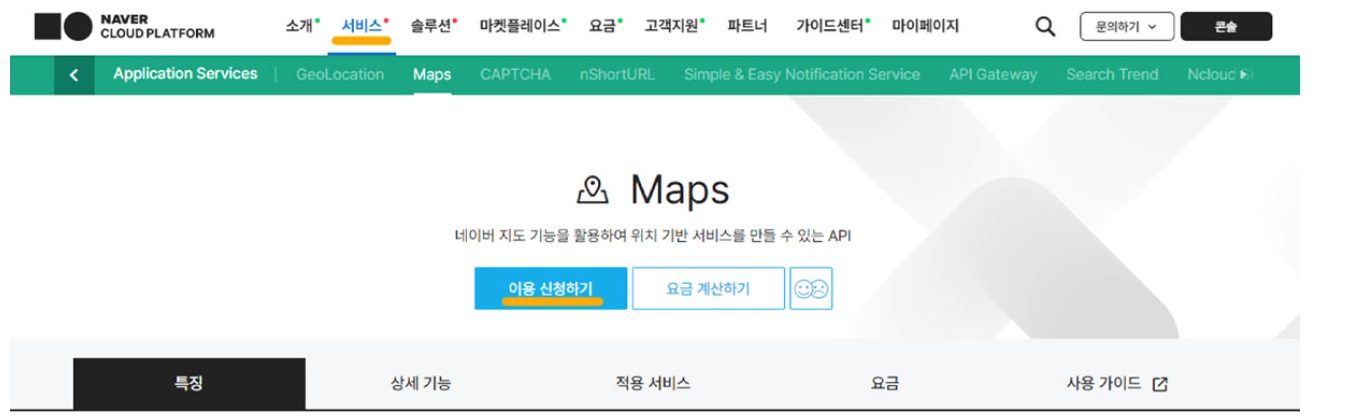 NAVER
CLOUD PLATFORM
소개 서비스 솔루션 마켓플레이스 요금 고객지원 파트너 가이드센터 마이페이지 문의하기 콘솔
Application Services GeoLocation Maps CAPTCHA nShortURL Simple & Easy Notification Service API Gateway Search Trend Ncloud
Maps
네이버 지도 기능을 활용하여 위치 기반 서비스를 만들 수 있는 API
이용 신청하기 요금 계산하기
특징 상세 기능 적용 서비스 요금 사용 가이드